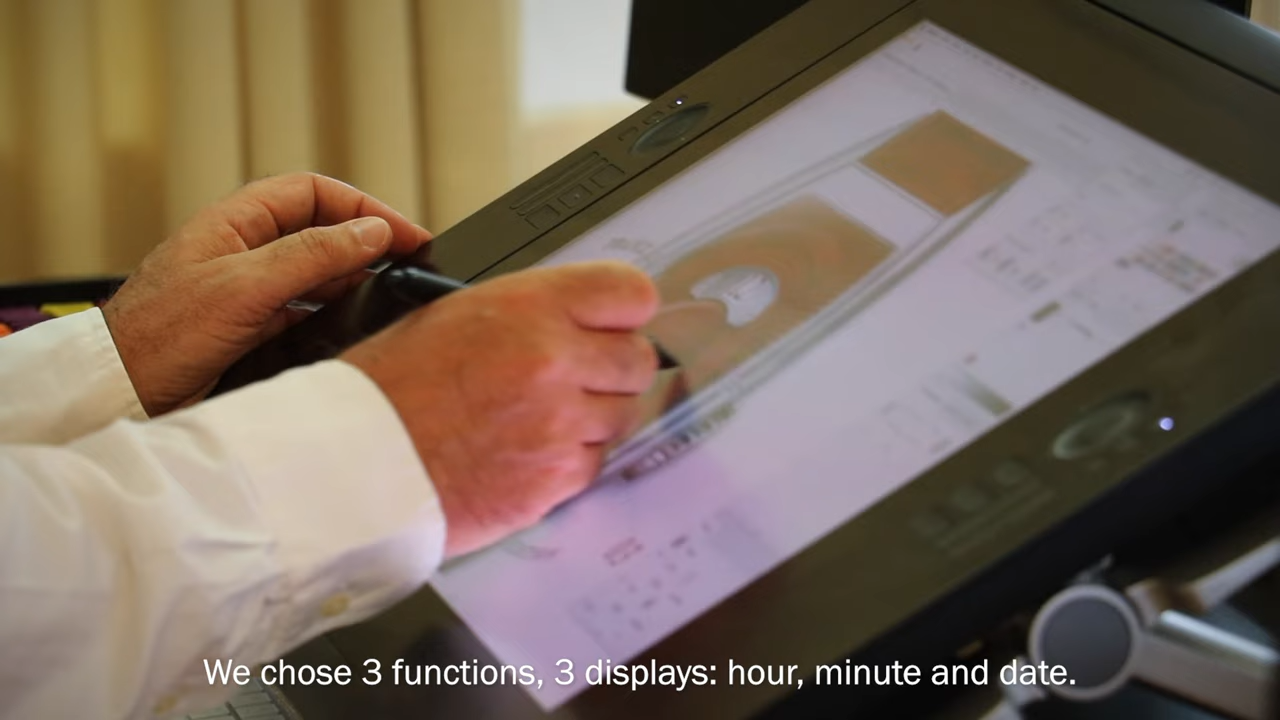 We chose 3 functions, 3 displays: hour, minute and date.